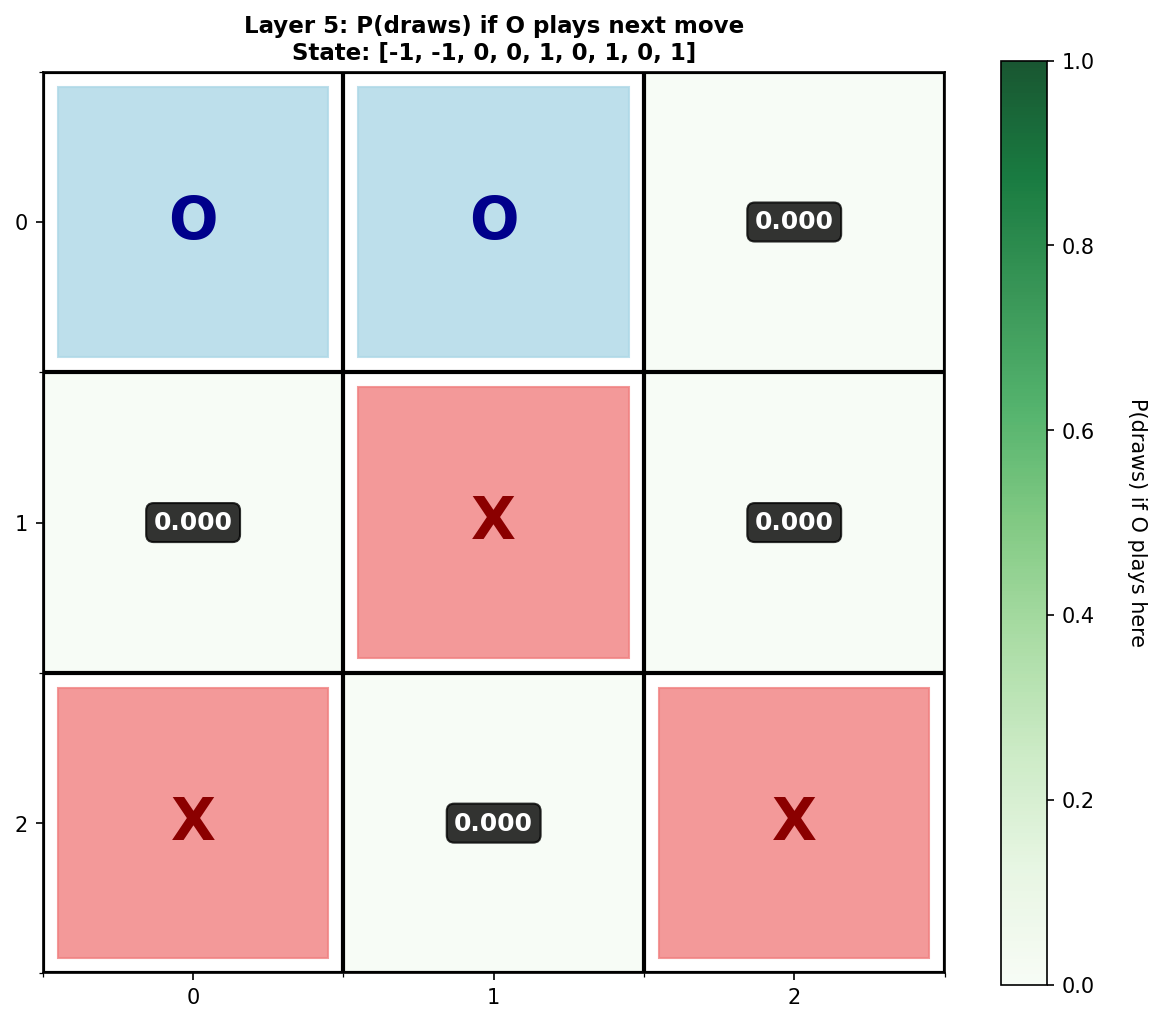 Layer 5: P(draws) if O plays next move
State: [-1, -1, 0, 0, 1, 0, 1, 0, 1]
O
O
0.000
0.000
X
0.000
X
0.000
X
0
1
2
0
1
2
1.0
0.8
0.6
0.4
0.2
0.0
P(draws) if O plays here